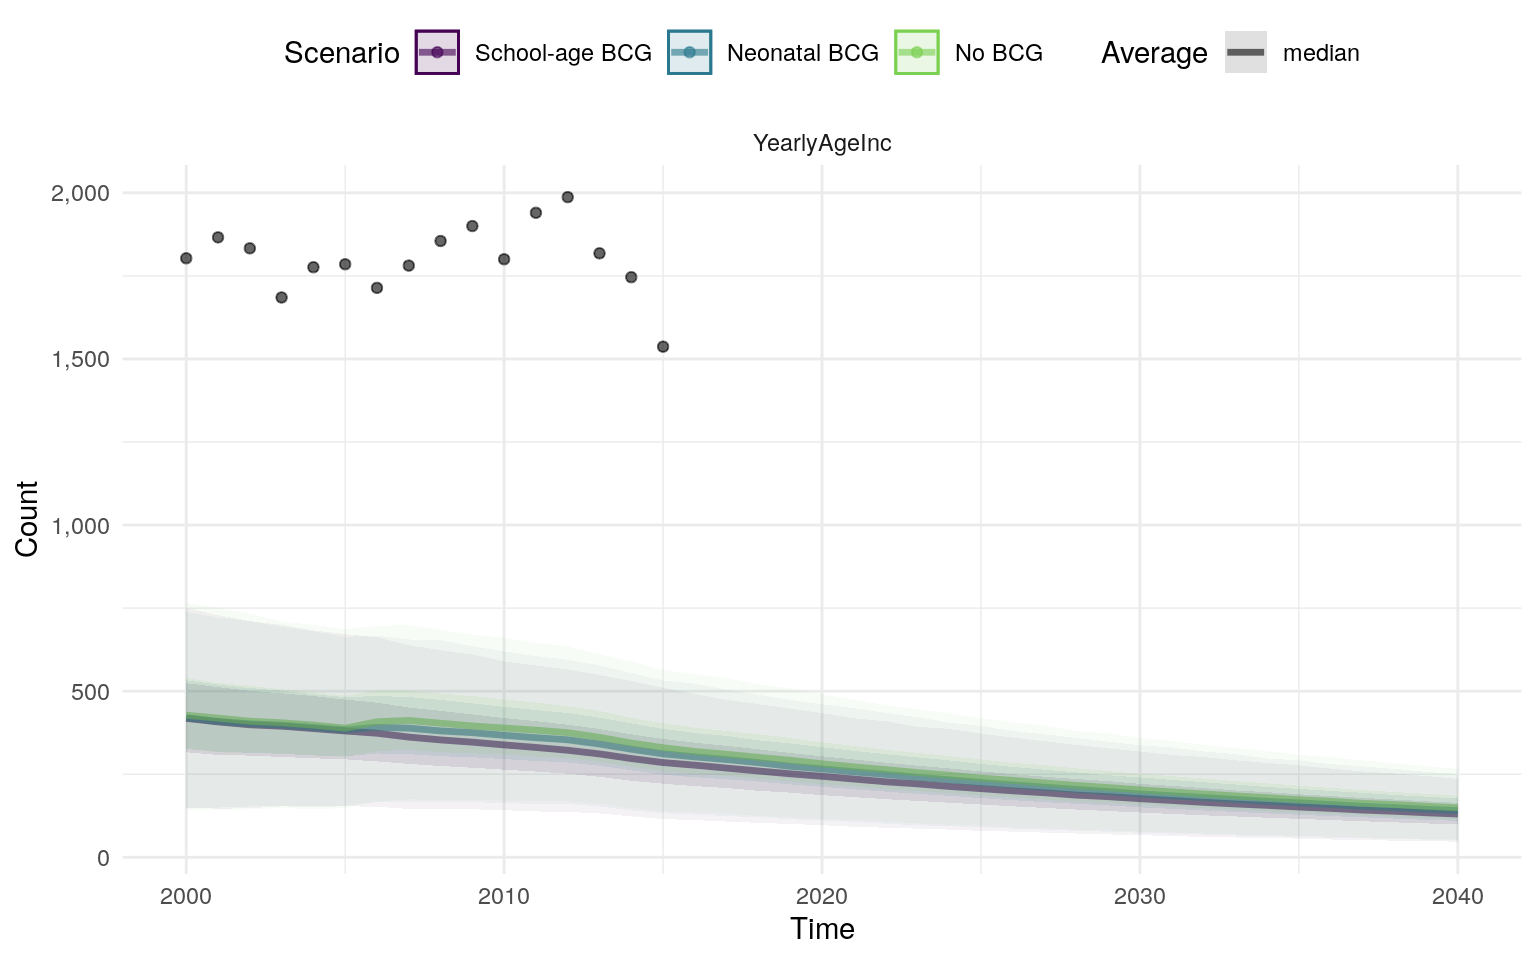 Scenario School-age BCG Neonatal BCG No BCG Average median
YearlyAgeInc
2,000
1,500
1,000
500
0
Count
2000 2010 2020 2030 2040
Time